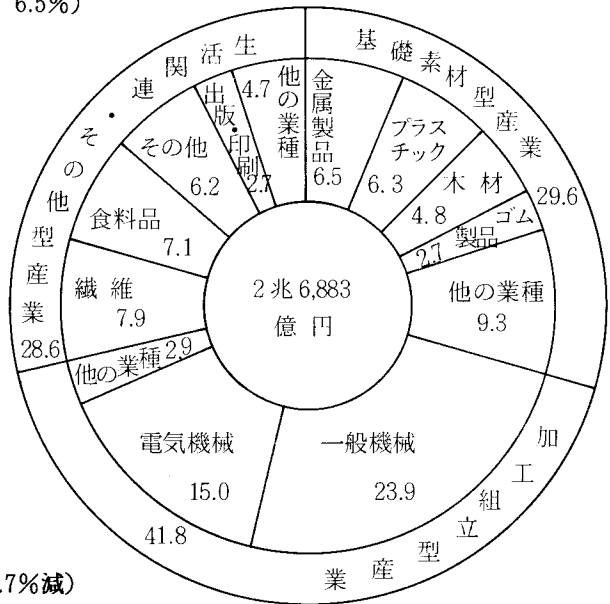 6.5%)
基礎素材型産業
29.6
金属製品
6.5
プラスチック
6.3
木材
4.8
ゴム製品
2.7
他の業種
9.3
加工組立型産業
41.8
一般機械
23.9
電気機械
15.0
他の業種
2.9
生活関連・その他型産業
28.6
繊維
7.9
食料品
7.1
その他
6.2
出版・印刷
2.7
他の業種
4.7
2兆6,883
億円
.7%減)